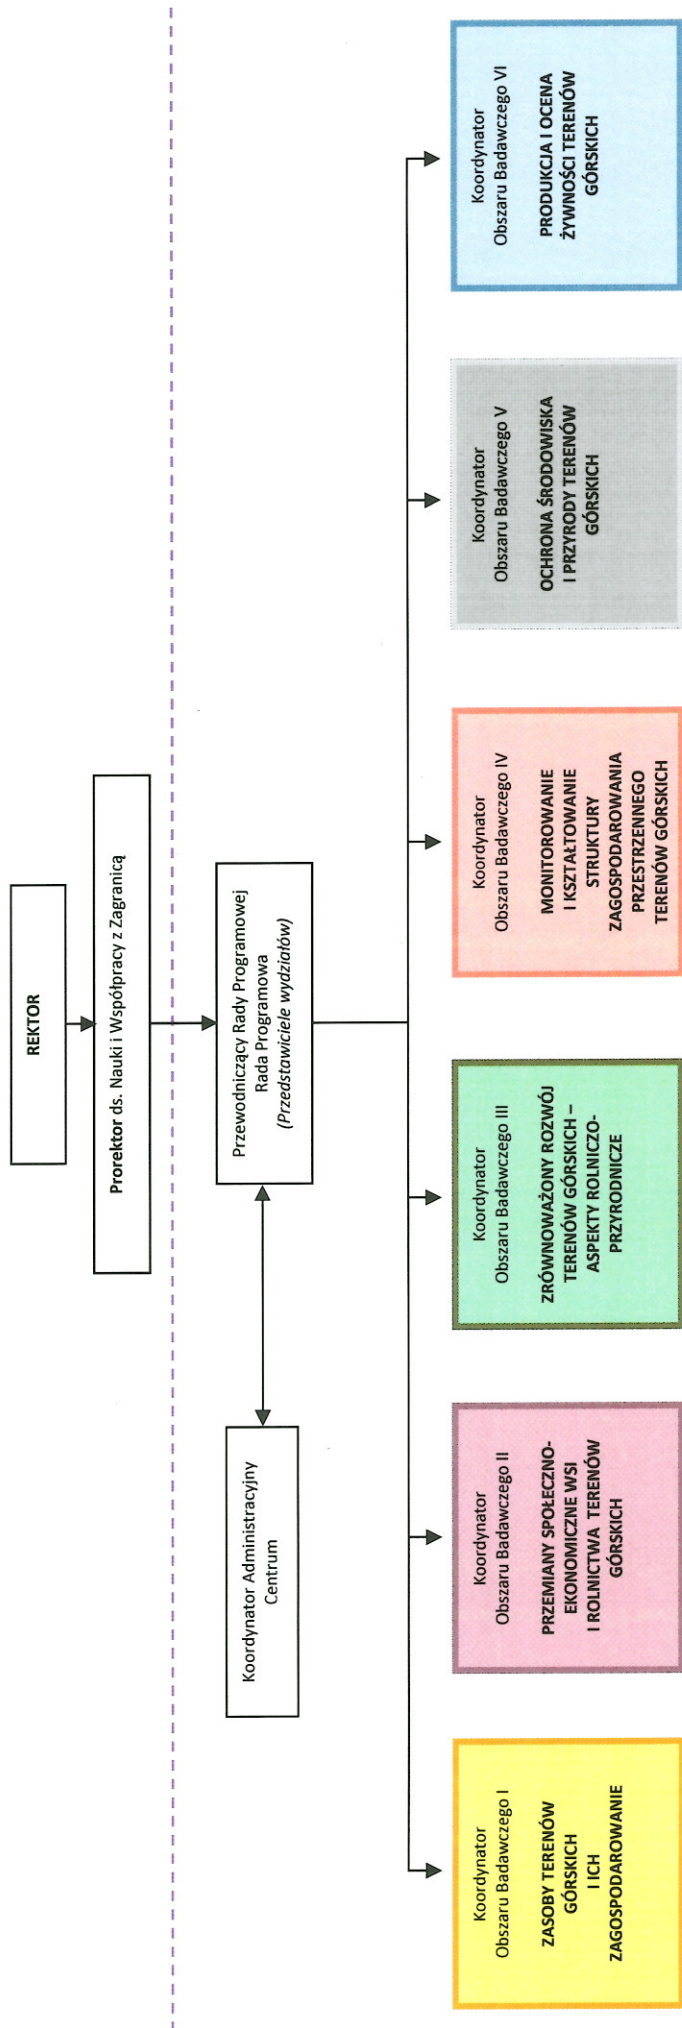 REKTOR
Prorektor ds. Nauki i Współpracy z Zagranicą
Przewodniczący Rady Programowej
Rada Programowa
(Przedstawiciele wydziałów)
Koordynator Administracyjny
Centrum
Koordynator
Obszaru Badawczego I
ZASOBY TERENÓW
GÓRSKICH
I ICH
ZAGOSPODAROWANIE
Koordynator
Obszaru Badawczego II
PRZEMIANY SPOŁECZNO-
EKONOMICZNE WSI
I ROLNICTWA TERENÓW
GÓRSKICH
Koordynator
Obszaru Badawczego III
ZRÓWNOWAŻONY ROZWÓJ
TERENÓW GÓRSKICH –
ASPEKTY ROLNICZO-
PRZYRODNICZE
Koordynator
Obszaru Badawczego IV
MONITOROWANIE
I KSZTAŁTOWANIE
STRUKTURY
ZAGOSPODAROWANIA
PRZESTRZENNEGO
TERENÓW GÓRSKICH
Koordynator
Obszaru Badawczego V
OCHRONA ŚRODOWISKA
I PRZYRODY TERENÓW
GÓRSKICH
Koordynator
Obszaru Badawczego VI
PRODUKCJA I OCENA
ŻYWNOŚCI TERENÓW
GÓRSKICH